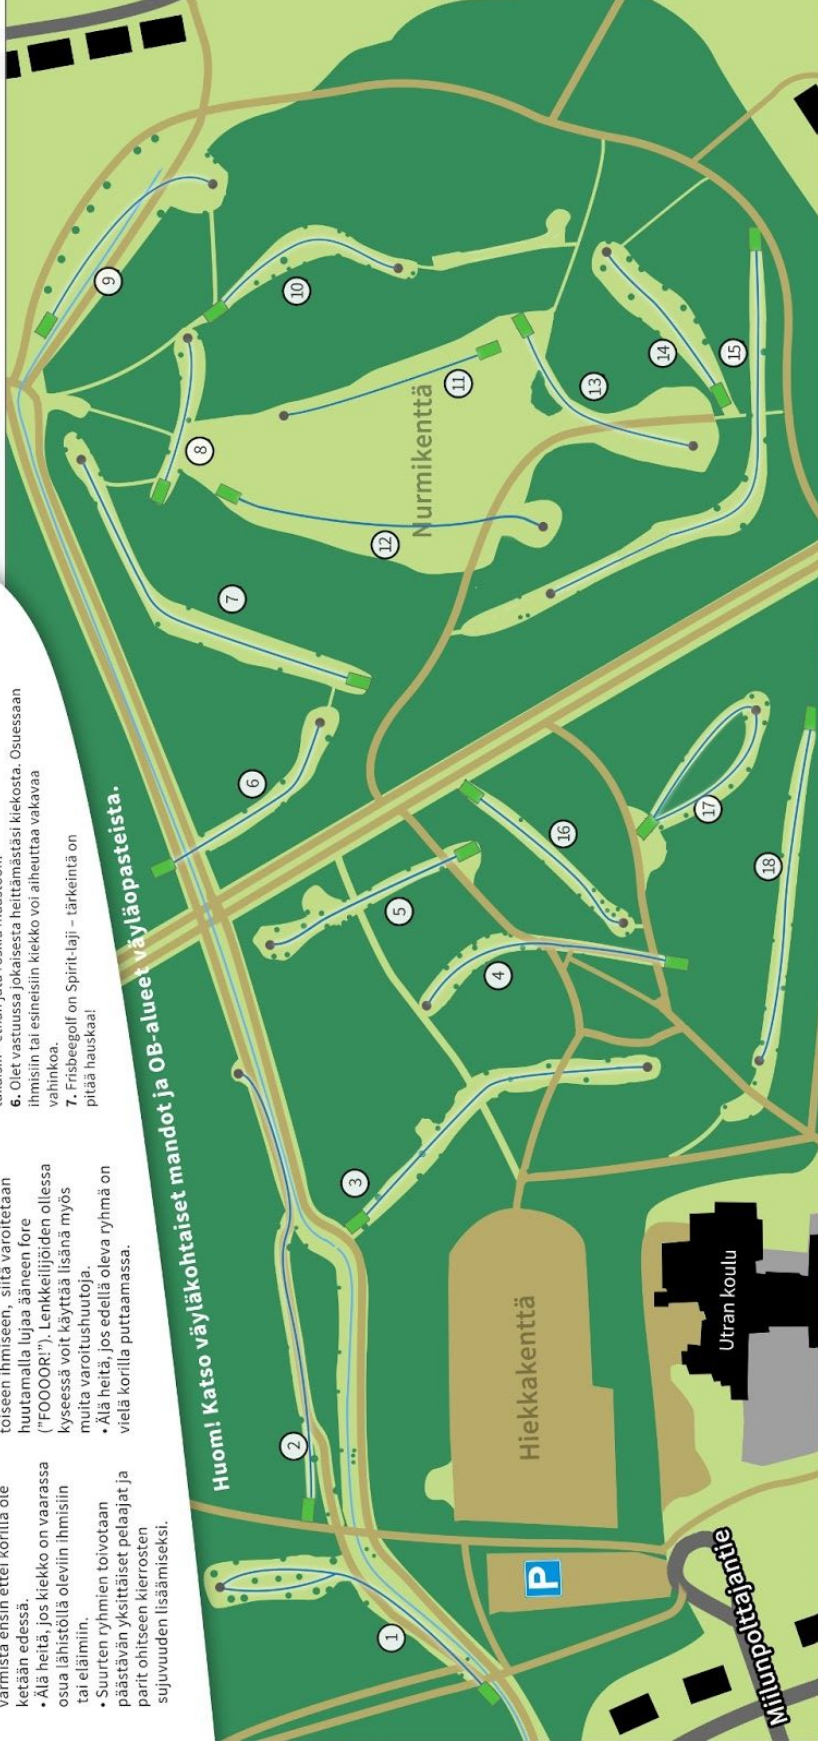 varmista ensin ettei korilla ole
ketään edessä.
• Älä heitä, jos kiekko on vaarassa
osua lähistöllä oleviin ihmisiin
tai eläimiin.
• Suurten ryhmien toivotaan
päästävän yksittäiset pelaajat ja
parit ohitseen kierrosten
sujuvuuden lisäämiseksi.
toiseen ihmiseen, siitä varoitetaan
huutamalla lujaa ääneen fore
("FOOOOR!"). Lenkkeilijöiden ollessa
kyseessä voit käyttää lisänä myös
muita varoitushuutoja.
• Älä heitä, jos edellä oleva ryhmä on
vielä korilla puttaamassa.
6. Olet vastuussa jokaisesta heittämästäsi kiekosta. Osuessaan
ihmisiin tai esineisiin kiekko voi aiheuttaa vakavaa
vahinkoa.
7. Frisbeegolf on Spirit-laji – tärkeintä on
pitää hauskaa!
Huom! Katso väyläkohtaiset mandot ja OB-alueet väyläopasteista.
1
2
3
4
5
6
7
8
9
10
11
12
13
14
15
16
17
18
Nurmikenttä
Hiekkakenttä
Utran koulu
P
Miilunpolttajantie